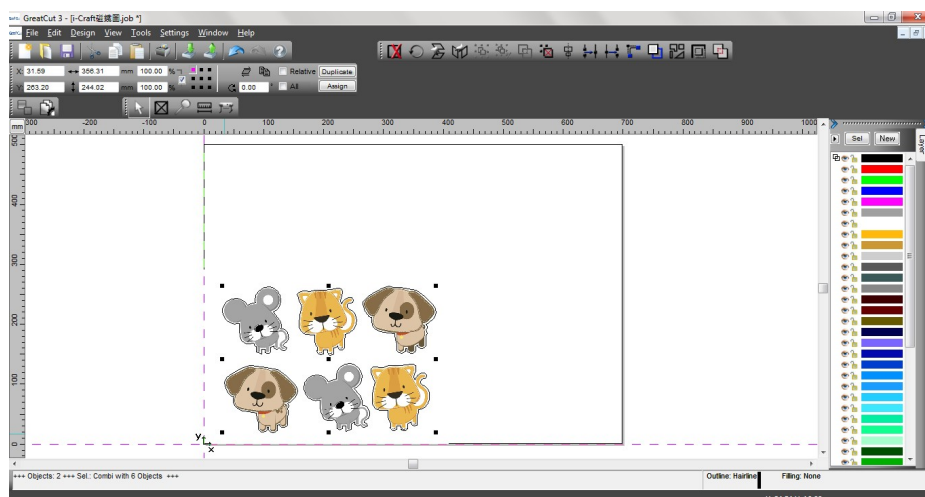 GreatCut 3 - [i-Craft磁鐵圖.job *]
File Edit Design View Tools Settings Window Help
X: 31.59 356.31 mm 100.00 % Relative Duplicate
Y: 263.20 244.02 mm 100.00 % 0.00 ° All Assign
mm 300 -200 -100 0 100 200 300 400 500 600 700 800 900 1000
Sel New
Layer
Y
X
+++ Objects: 2 +++ Sel.: Combi with 6 Objects +++ Outline: Hairline Filling: None